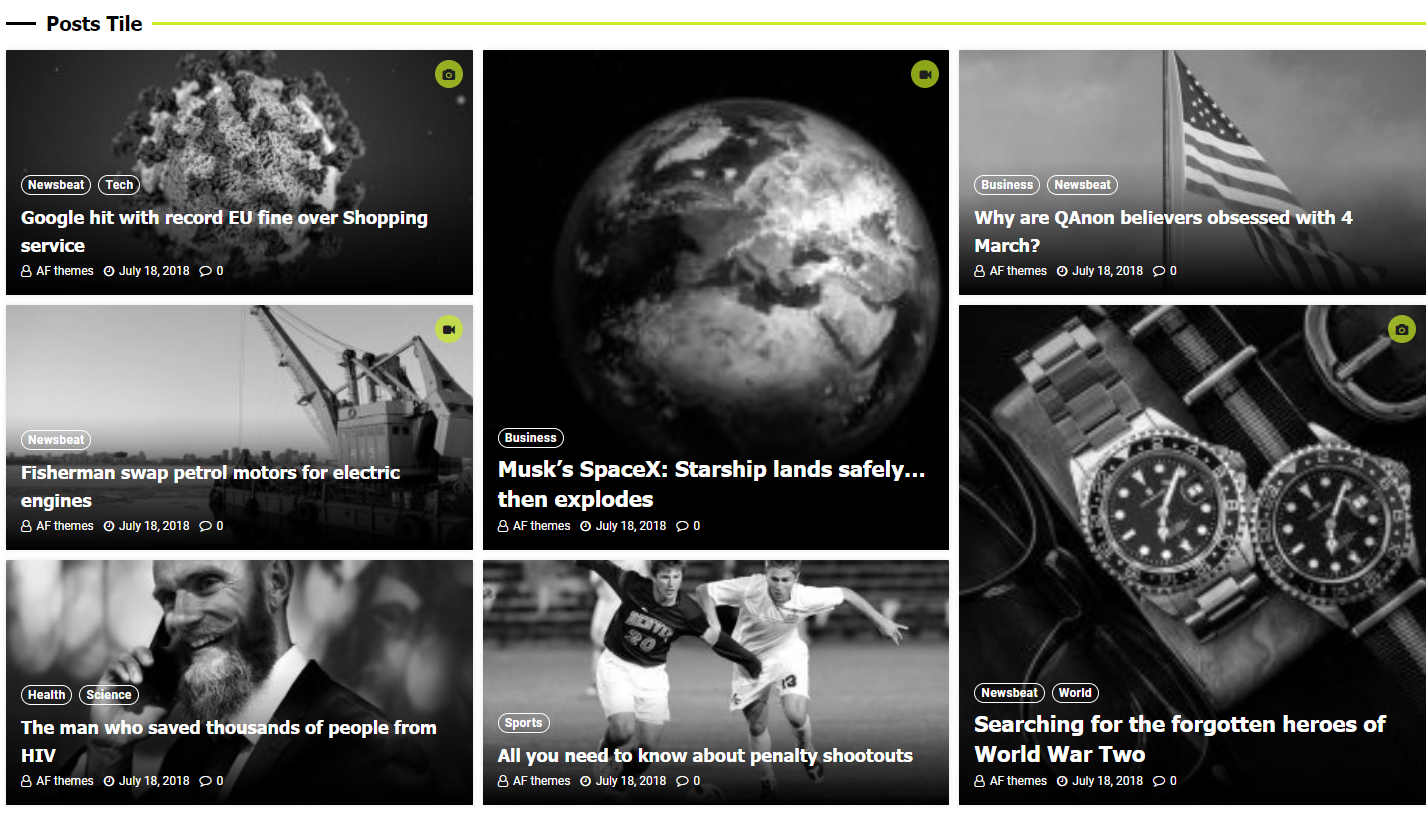 Posts Tile
Newsbeat Tech
Google hit with record EU fine over Shopping
service
AF themes July 18, 2018 0
Newsbeat
Fisherman swap petrol motors for electric
engines
AF themes July 18, 2018 0
Health Science
The man who saved thousands of people from
HIV
AF themes July 18, 2018 0
Business
Musk’s SpaceX: Starship lands safely…
then explodes
AF themes July 18, 2018 0
DENVER
20
13
Sports
All you need to know about penalty shootouts
AF themes July 18, 2018 0
Business Newsbeat
Why are QAnon believers obsessed with 4
March?
AF themes July 18, 2018 0
Newsbeat World
Searching for the forgotten heroes of
World War Two
AF themes July 18, 2018 0